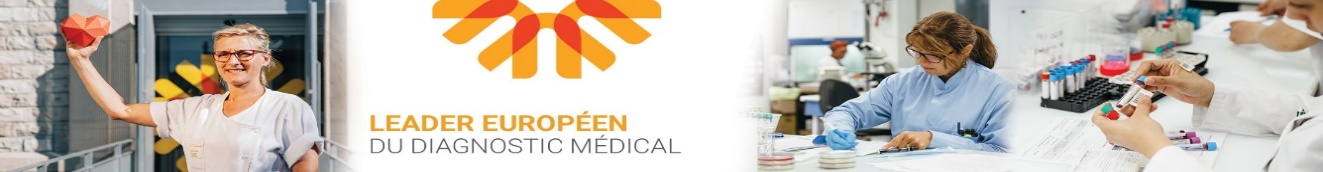 LEADER EUROPÉEN
DU DIAGNOSTIC MÉDICAL